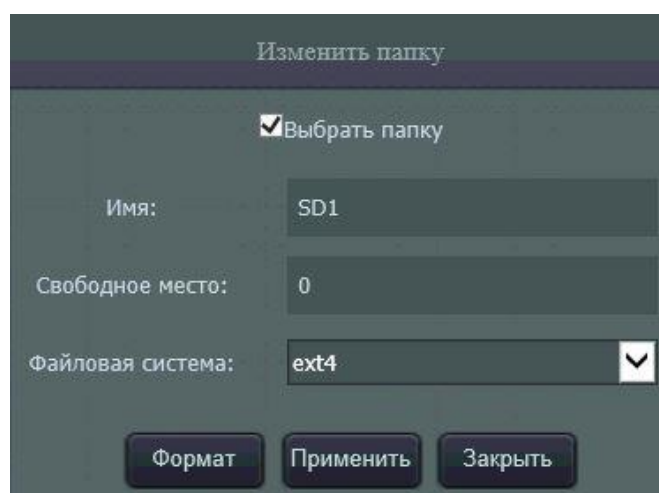 Изменить папку
Выбрать папку
Имя: SD1
Свободное место: 0
Файловая система: ext4
Формат Применить Закрыть